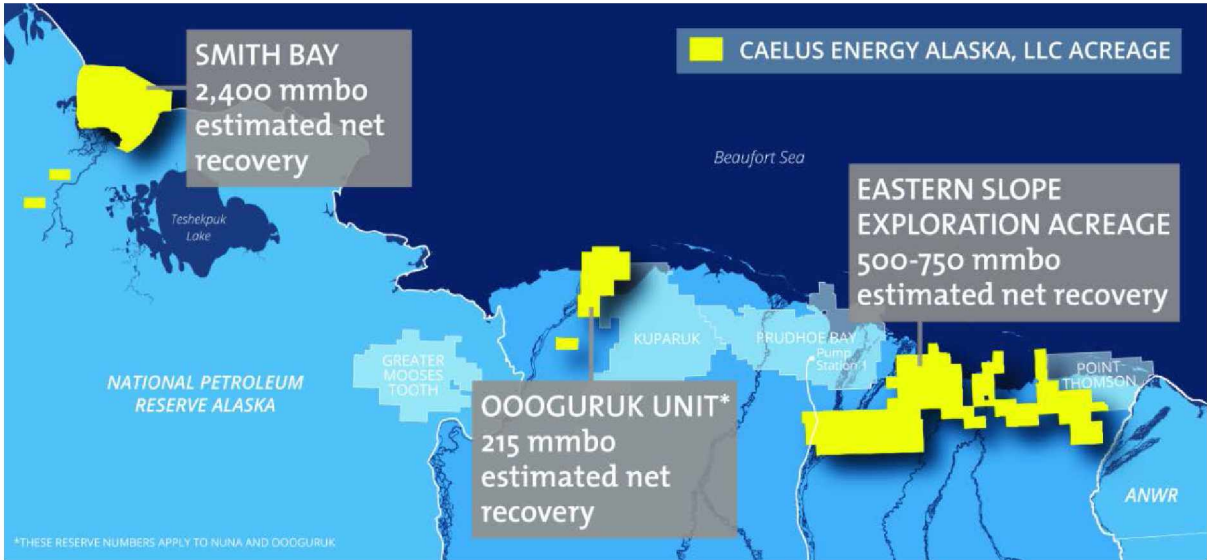 SMITH BAY
2,400 mmbo
estimated net
recovery
CAELUS ENERGY ALASKA, LLC ACREAGE
Beaufort Sea
EASTERN SLOPE
EXPLORATION ACREAGE
500-750 mmbo
estimated net recovery
Teshekpuk
Lake
KUPARUK
PRUDHOE BAY
Pump
Station 1
GREATER
MOOSES
TOOTH
POINT
THOMSON
NATIONAL PETROLEUM
RESERVE ALASKA
OOOGURUK UNIT*
215 mmbo
estimated net
recovery
ANWR
*THESE RESERVE NUMBERS APPLY TO NUNA AND OOOGURUK